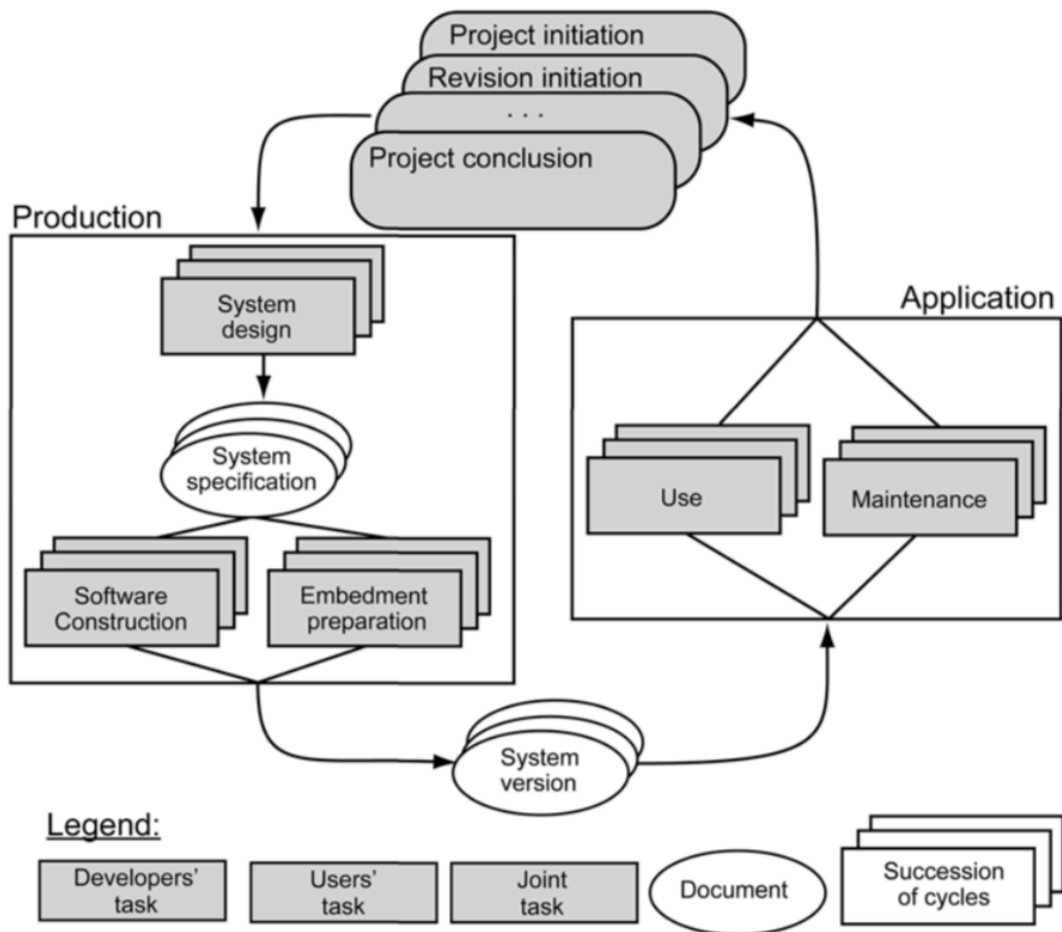 Project initiation
Revision initiation
. . .
Project conclusion
Production
System
design
System
specification
Software
Construction
Embedment
preparation
Application
Use
Maintenance
System
version
Legend:
Developers’
task
Users’
task
Joint
task
Document
Succession
of cycles